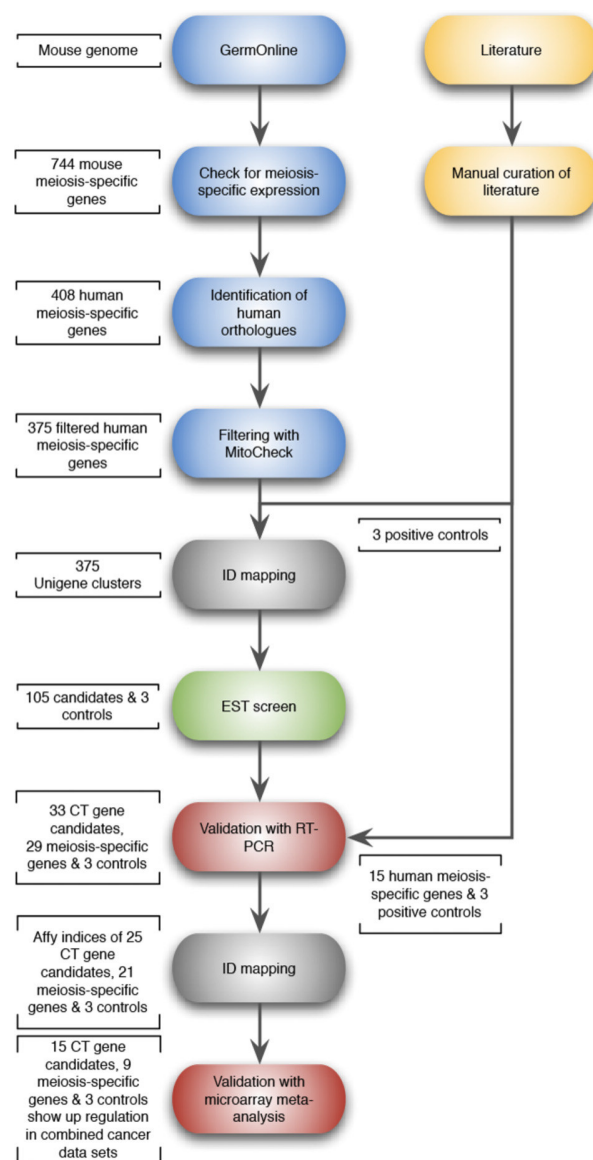 Mouse genome
GermOnline
Literature
744 mouse
meiosis-specific
genes
Check for meiosis-
specific expression
Manual curation of
literature
408 human
meiosis-specific
genes
Identification of
human
orthologues
375 filtered human
meiosis-specific
genes
Filtering with
MitoCheck
3 positive controls
375
Unigene clusters
ID mapping
105 candidates & 3
controls
EST screen
33 CT gene
candidates,
29 meiosis-specific
genes & 3 controls
Validation with RT-
PCR
15 human meiosis-
specific genes & 3
positive controls
Affy indices of 25
CT gene
candidates, 21
meiosis-specific
genes & 3 controls
ID mapping
15 CT gene
candidates, 9
meiosis-specific
genes & 3 controls
show up regulation
in combined cancer
data sets
Validation with
microarray meta-
analysis